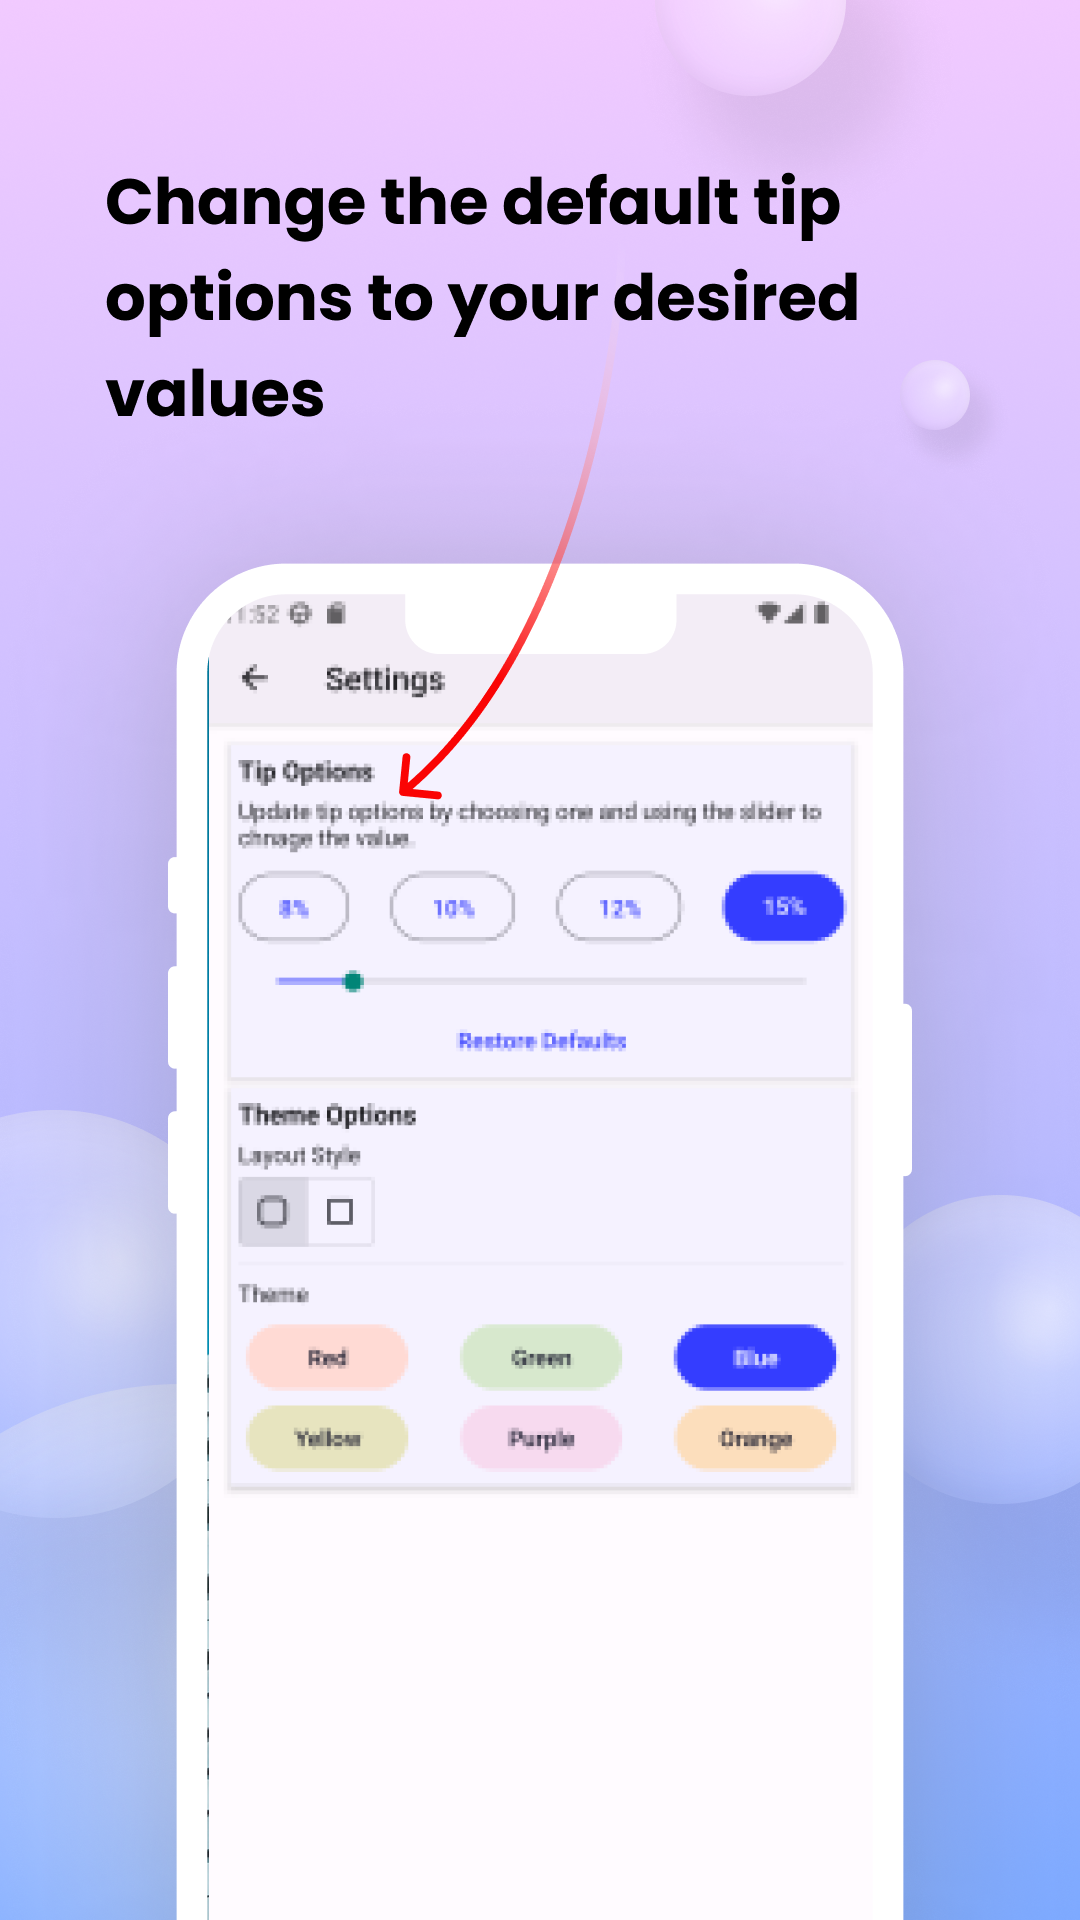 Change the default tip
options to your desired
values
11:52
Settings
Tip Options
Update tip options by choosing one and using the slider to
chnage the value.
8% 10% 12% 15%
Restore Defaults
Theme Options
Layout Style
Theme
Red Green Blue
Yellow Purple Orange